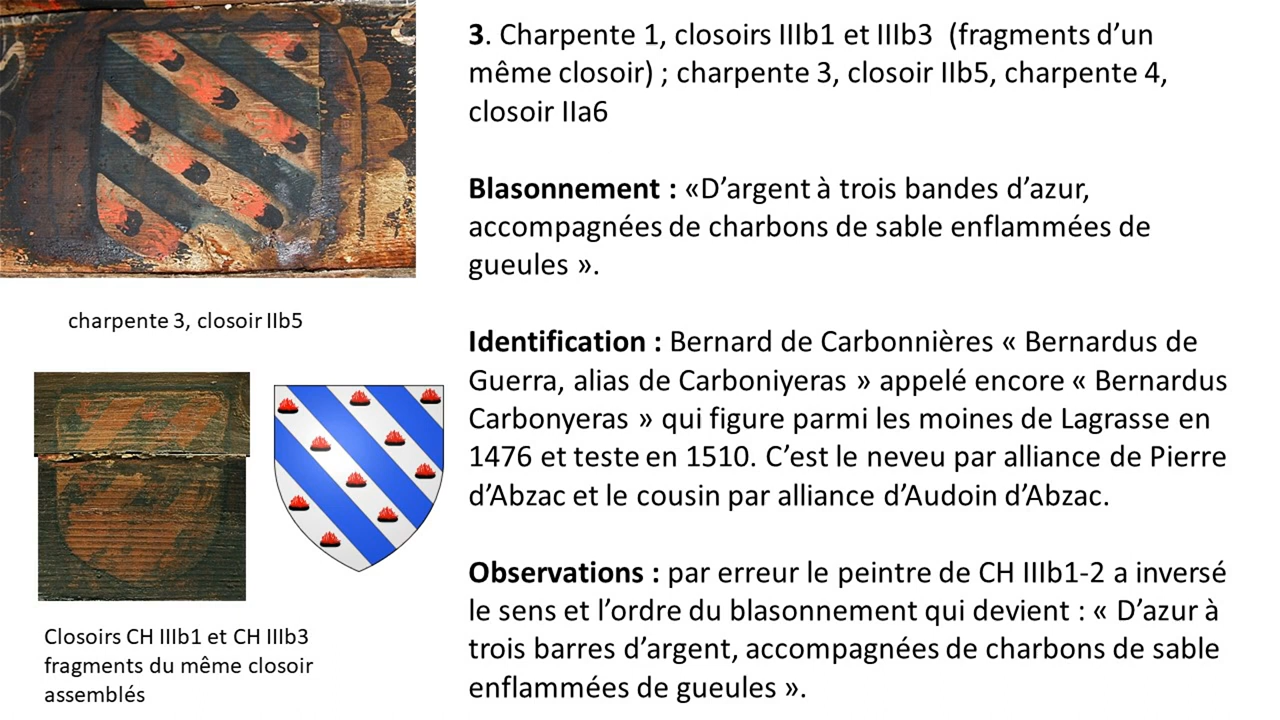 3. Charpente 1, closoirs IIIb1 et IIIb3 (fragments d’un
même closoir) ; charpente 3, closoir IIb5, charpente 4,
closoir IIa6
Blasonnement : «D’argent à trois bandes d’azur,
accompagnées de charbons de sable enflammées de
gueules ».
Identification : Bernard de Carbonnières « Bernardus de
Guerra, alias de Carboniyeras » appelé encore « Bernardus
Carbonyeras » qui figure parmi les moines de Lagrasse en
1476 et teste en 1510. C’est le neveu par alliance de Pierre
d’Abzac et le cousin par alliance d’Audoin d’Abzac.
Observations : par erreur le peintre de CH IIIb1-2 a inversé
le sens et l’ordre du blasonnement qui devient : « D’azur à
trois barres d’argent, accompagnées de charbons de sable
enflammées de gueules ».
charpente 3, closoir IIb5
Closoirs CH IIIb1 et CH IIIb3
fragments du même closoir
assemblés